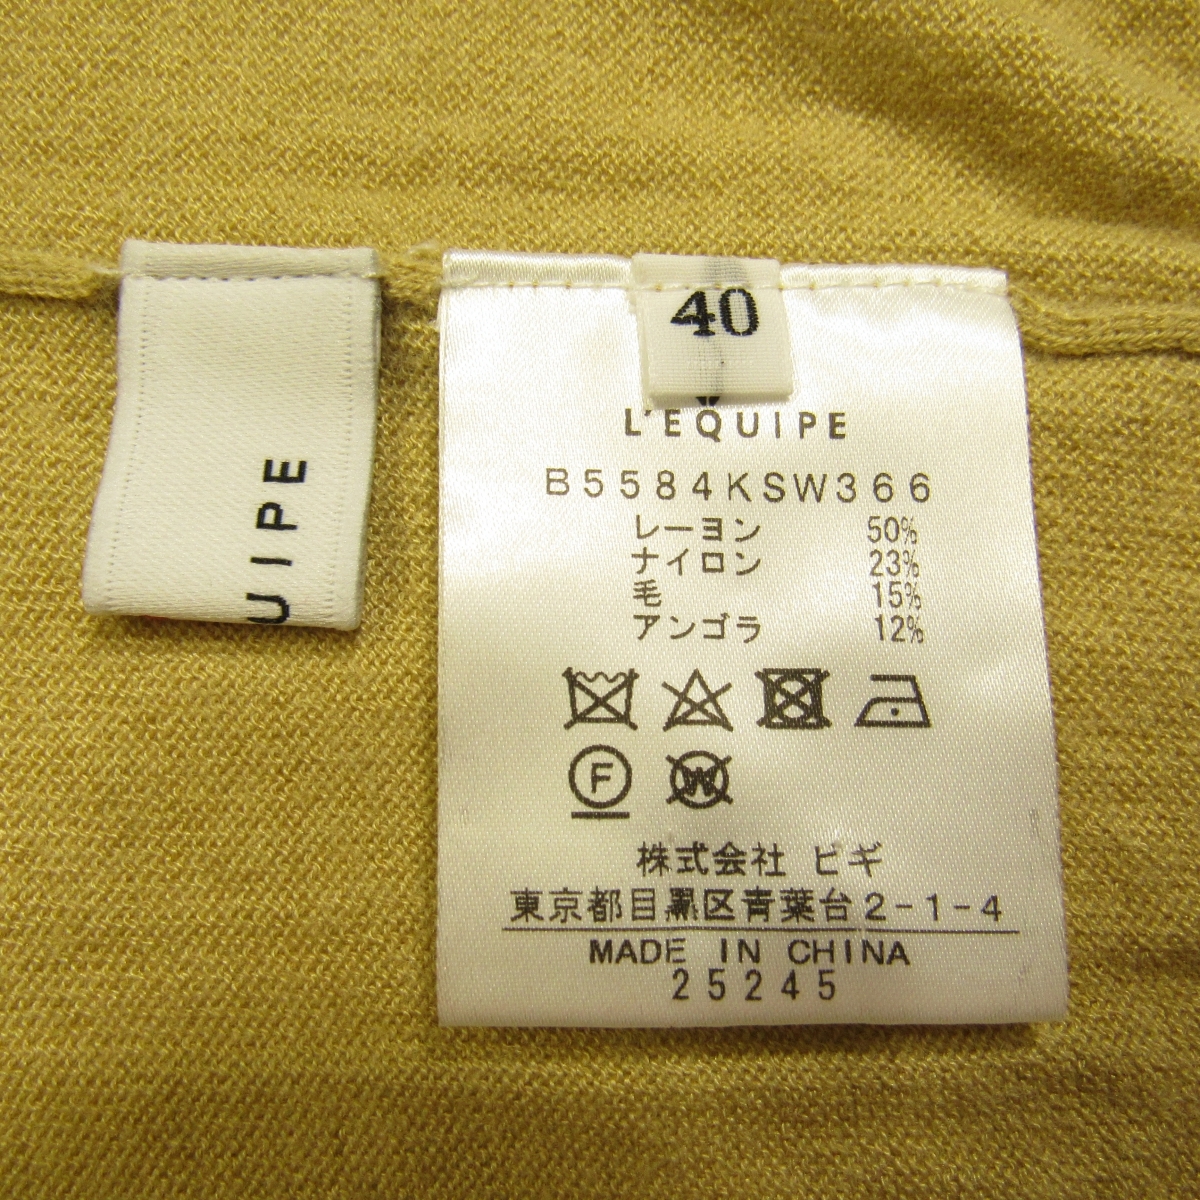 UIPE
40
L'EQUIPE
B5584KSW366
レーヨン 50%
ナイロン 23%
毛 15%
アンゴラ 12%
F
W
株式会社 ビギ
東京都目黒区青葉台2-1-4
MADE IN CHINA
25245